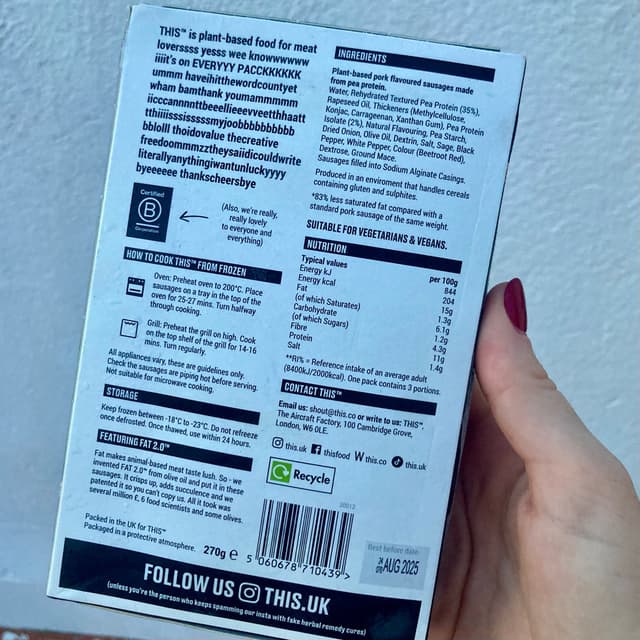 THIS™ is plant-based food for meat
loverssss yesss wee knowwwwww
iiiit's on EVERYYY PACCKKKKKK
ummm haveihitthewordcountyet
wham bamthank youmammmmm
tthiiiissssisssssmyjoobbbbbbbbbb
bblolll thoidovalue thecreative
freedoommmzztheysaiidicouldwrite
literallyanythingiwantunluckyyyy
byeeeeee thankscheersbye
Certified
B
Corporation
(Also, we're really,
really lovely
to everyone and
everything)
HOW TO COOK THIS™ FROM FROZEN
Oven: Preheat oven to 200°C. Place
sausages on a tray in the top of the
oven for 25-27 mins. Turn halfway
through cooking.
Grill: Preheat the grill on high. Cook
on the top shelf of the grill for 14-16
mins. Turn regularly.
All appliances vary, these are guidelines only.
Check the sausages are piping hot before serving.
Not suitable for microwave cooking.
STORAGE
Keep frozen between -18°C to -23°C. Do not refreeze
once defrosted. Once thawed, use within 24 hours.
FEATURING FAT 2.0™
Fat makes animal-based meat taste lush. So - we
invented FAT 2.0™ from olive oil and put it in these
sausages. It crisps up, adds succulence and we
patented it so you can't copy us. All it took was
several million £, 6 food scientists and some olives.
Packed in the UK for THIS™
Packaged in a protective atmosphere.
270g e
INGREDIENTS
Plant-based pork flavoured sausages made
from pea protein.
Water, Rehydrated Textured Pea Protein (35%),
Rapeseed Oil, Thickeners (Methylcellulose,
Konjac, Carrageenan, Xanthan Gum), Pea Protein
Isolate (2%), Natural Flavouring, Pea Starch,
Dried Onion, Olive Oil, Dextrin, Salt, Sage, Black
Pepper, White Pepper, Colour (Beetroot Red),
Dextrose, Ground Mace.
Sausages filled into Sodium Alginate Casings.
Produced in an enviroment that handles cereals
containing gluten and sulphites.
*83% less saturated fat compared with a
standard pork sausage of the same weight.
SUITABLE FOR VEGETARIANS & VEGANS.
NUTRITION
Typical values per 100g
Energy kJ 844
Energy kcal 204
Fat 15g
(of which Saturates) 1.3g
Carbohydrate 6.1g
(of which Sugars) 1.2g
Fibre 4.3g
Protein 11g
Salt 1.4g
**RI% = Reference intake of an average adult
(8400kJ/2000kcal). One pack contains 3 portions.
CONTACT THIS™
Email us: shout@this.co or write to us: THIS™,
The Aircraft Factory, 100 Cambridge Grove,
London, W6 0LE.
this.uk thisfood W this.co this.uk
Recycle
5 060678 710439 >
Best before date:
AUG 2025
FOLLOW US THIS.UK
(unless you're the person who keeps spamming our insta with fake herbal remedy cures)